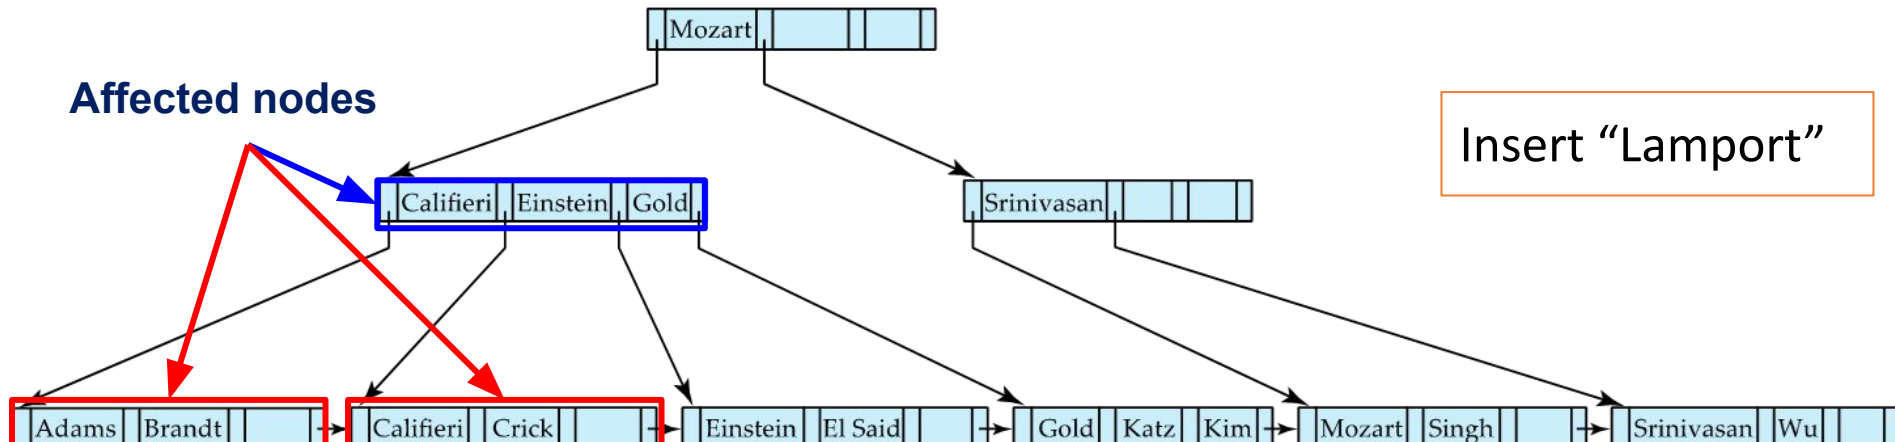 Mozart
Affected nodes
Insert “Lamport”
Califieri Einstein Gold
Srinivasan
Adams Brandt
Califieri Crick
Einstein El Said
Gold Katz Kim
Mozart Singh
Srinivasan Wu